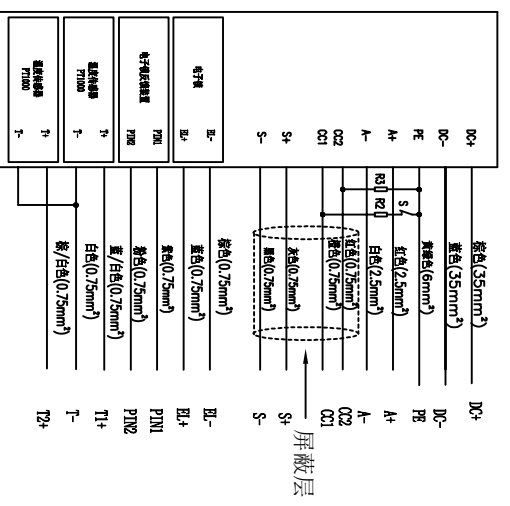 DC+
棕色(35mm²)
DC+
DC-
蓝色(35mm²)
DC-
PE
黄绿色(6mm²)
PE
A+
红色(2.5mm²)
A+
A-
白色(2.5mm²)
A-
S
R3
R2
CC2
红色(0.75mm²)
CC2
CC1
橙色(0.75mm²)
CC1
S+
灰色(0.75mm²)
S+
S-
黑色(0.75mm²)
S-
屏蔽层
电子锁
EL-
棕色(0.75mm²)
EL-
EL+
蓝色(0.75mm²)
EL+
电子锁反馈装置
PIN1
紫色(0.75mm²)
PIN1
PIN2
粉色(0.75mm²)
PIN2
温度传感器
PT1000
T+
蓝/白色(0.75mm²)
T1+
T-
白色(0.75mm²)
T-
温度传感器
PT1000
T+
棕/白色(0.75mm²)
T2+
T-